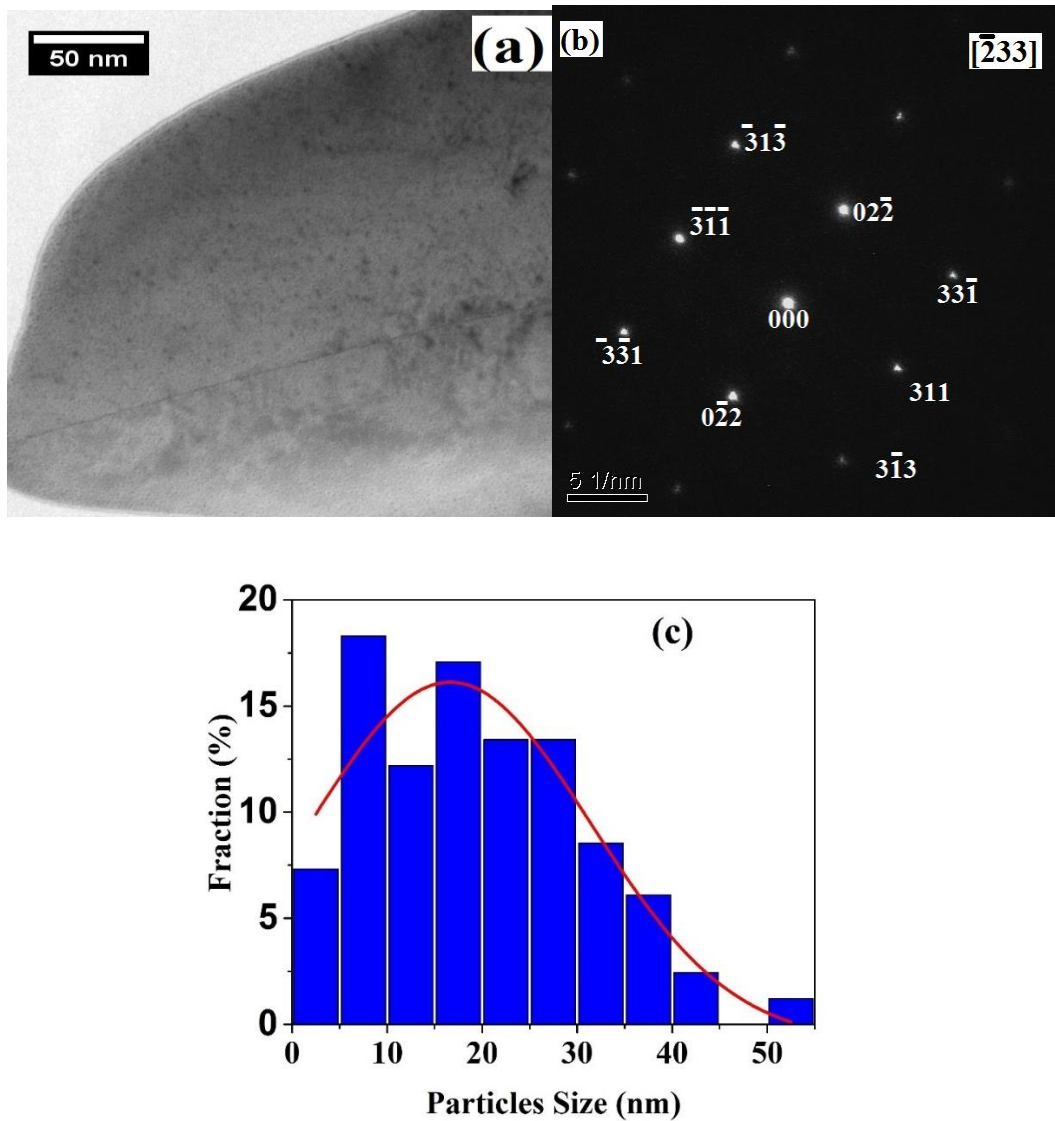 50 nm
(a)
(b)
[2̄33]
3̄13̄
3̄1̄1̄
022̄
331̄
000
3̄3̄1
311
02̄2
31̄3
5 1/nm
(c)
20
15
10
5
0
Fraction (%)
0 10 20 30 40 50
Particles Size (nm)